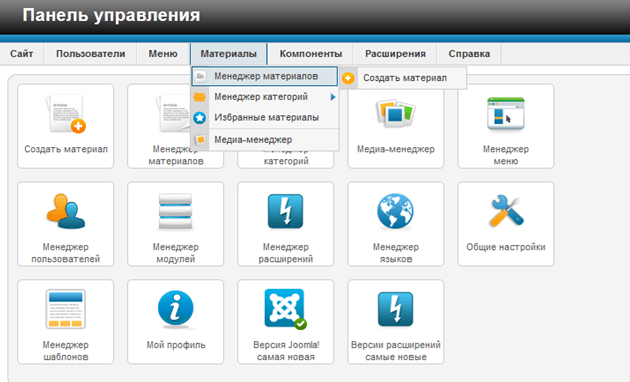 Панель управления
Сайт Пользователи Меню Материалы Компоненты Расширения Справка
Менеджер материалов
Создать материал
Менеджер категорий
Избранные материалы
Медиа-менеджер
Создать материал
Менеджер
материалов
Менеджер
категорий
Медиа-менеджер
Менеджер
меню
Менеджер
пользователей
Менеджер
модулей
Менеджер
расширений
Менеджер
языков
Общие настройки
Менеджер
шаблонов
Мой профиль
Версия Joomla!
самая новая
Версии расширений
самые новые